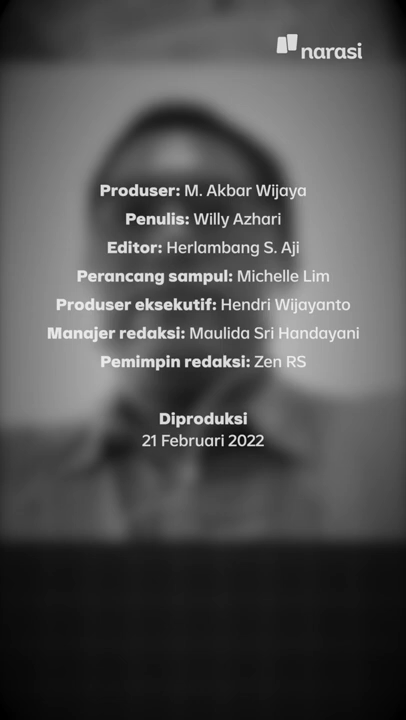 narasi
Produser: M. Akbar Wijaya
Penulis: Willy Azhari
Editor: Herlambang S. Aji
Perancang sampul: Michelle Lim
Produser eksekutif: Hendri Wijayanto
Manajer redaksi: Maulida Sri Handayani
Pemimpin redaksi: Zen RS
Diproduksi
21 Februari 2022